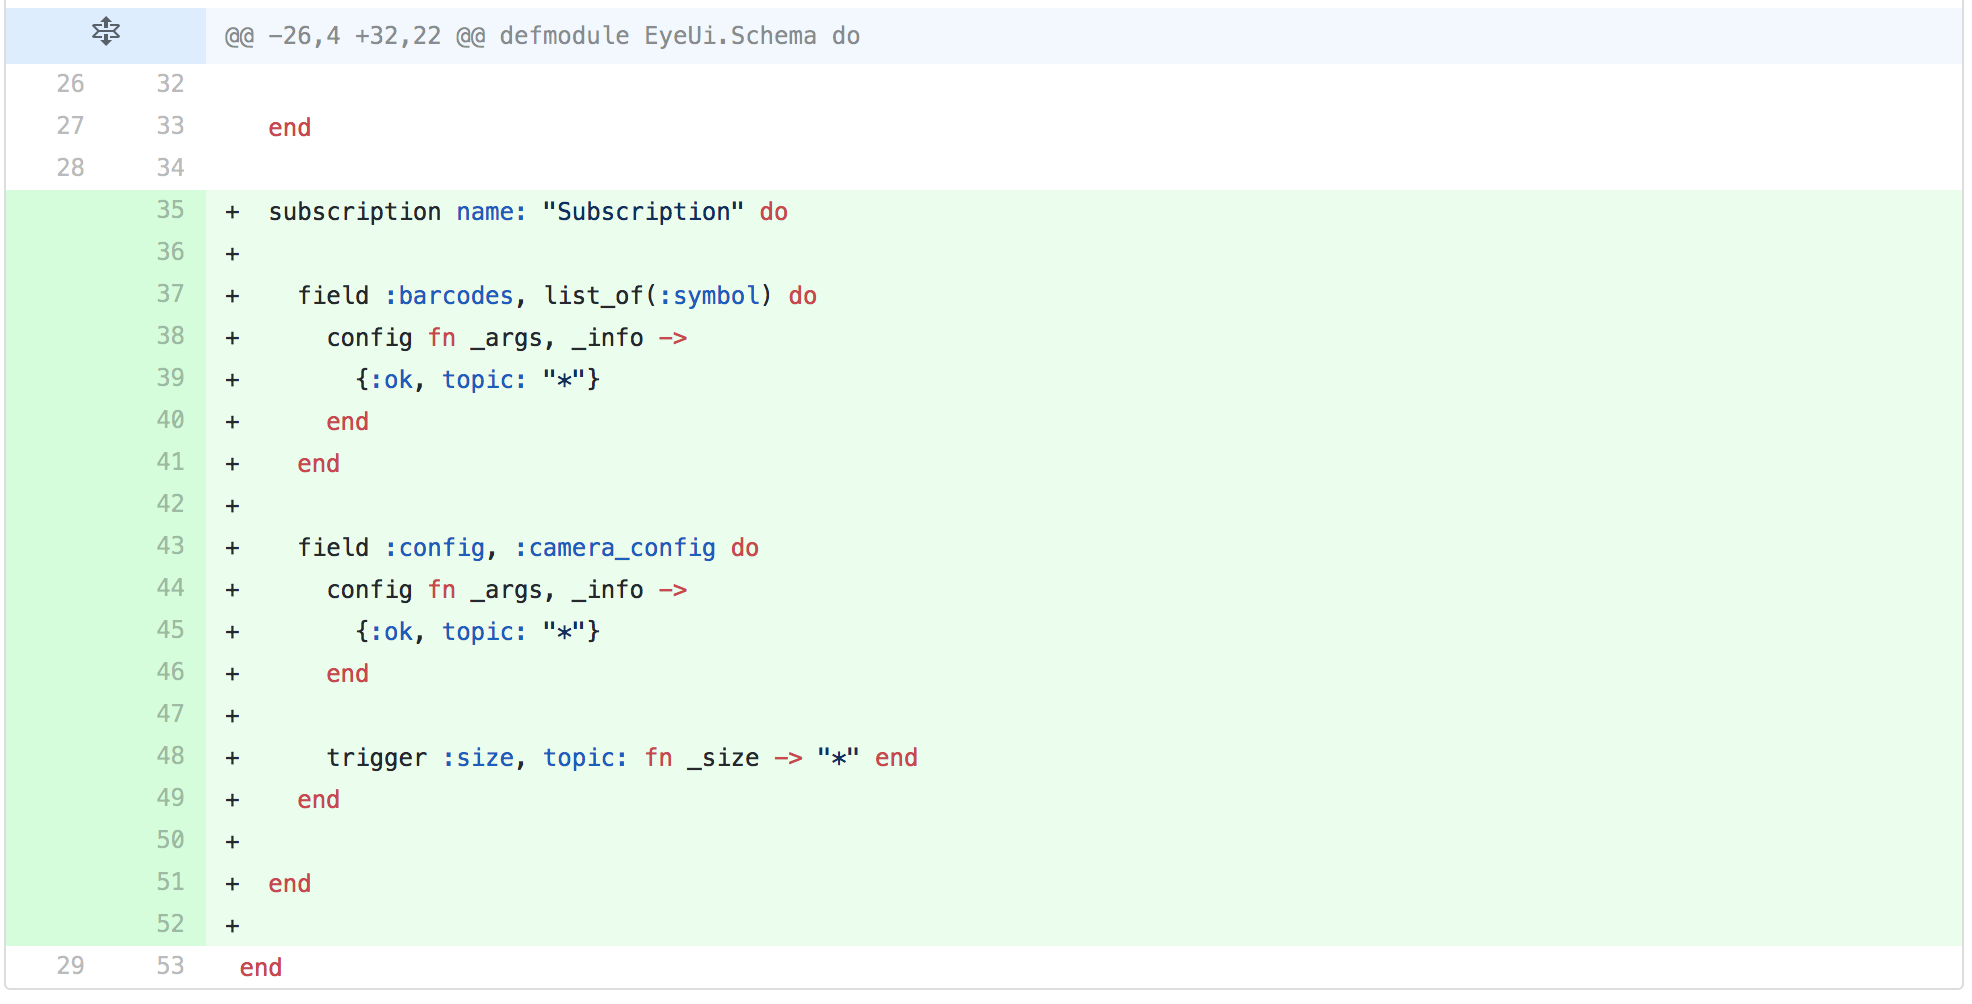 @@ -26,4 +32,22 @@ defmodule EyeUi.Schema do
26 32
27 33 end
28 34
35 + subscription name: "Subscription" do
36 +
37 + field :barcodes, list_of(:symbol) do
38 + config fn _args, _info ->
39 + {:ok, topic: "*"}
40 + end
41 + end
42 +
43 + field :config, :camera_config do
44 + config fn _args, _info ->
45 + {:ok, topic: "*"}
46 + end
47 +
48 + trigger :size, topic: fn _size -> "*" end
49 + end
50 +
51 + end
52 +
29 53 end